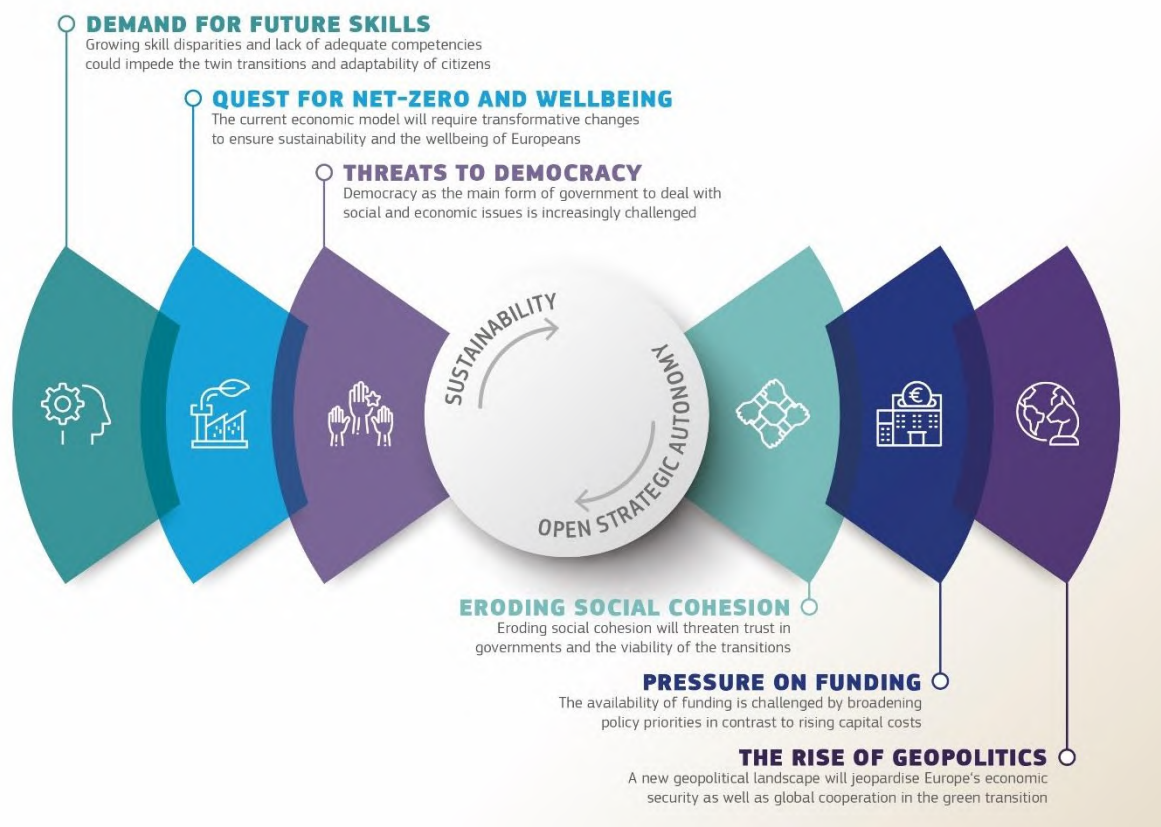 DEMAND FOR FUTURE SKILLS
Growing skill disparities and lack of adequate competencies
could impede the twin transitions and adaptability of citizens
QUEST FOR NET-ZERO AND WELLBEING
The current economic model will require transformative changes
to ensure sustainability and the wellbeing of Europeans
THREATS TO DEMOCRACY
Democracy as the main form of government to deal with
social and economic issues is increasingly challenged
SUSTAINABILITY
OPEN STRATEGIC AUTONOMY
€
ERODING SOCIAL COHESION
Eroding social cohesion will threaten trust in
governments and the viability of the transitions
PRESSURE ON FUNDING
The availability of funding is challenged by broadening
policy priorities in contrast to rising capital costs
THE RISE OF GEOPOLITICS
A new geopolitical landscape will jeopardise Europe's economic
security as well as global cooperation in the green transition